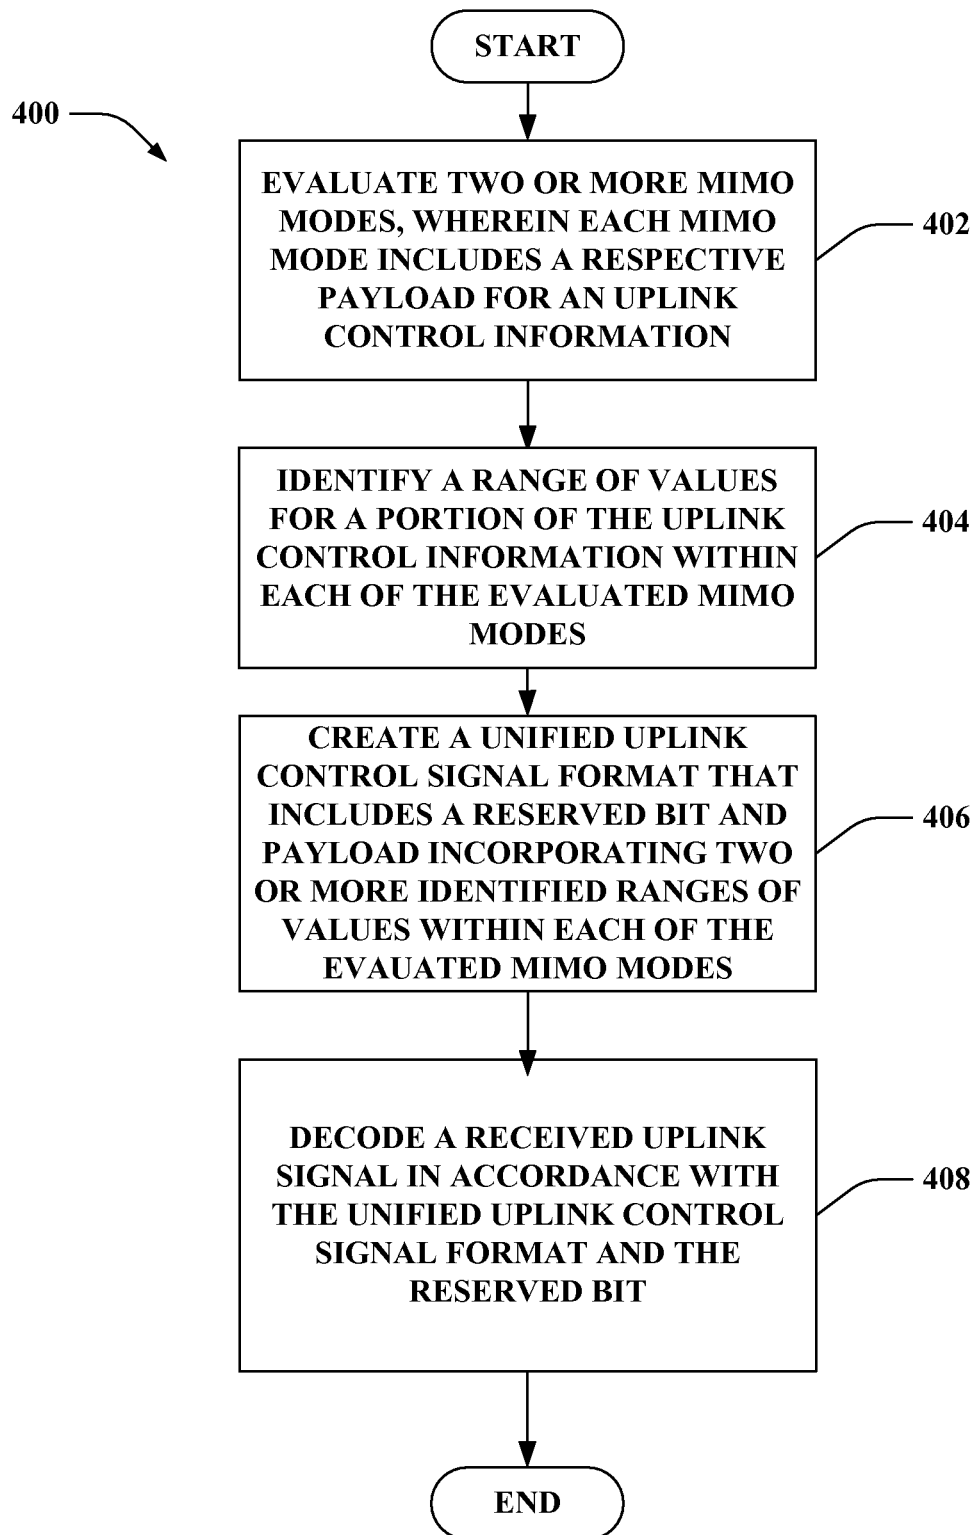 START
400
EVALUATE TWO OR MORE MIMO
MODES, WHEREIN EACH MIMO
MODE INCLUDES A RESPECTIVE
PAYLOAD FOR AN UPLINK
CONTROL INFORMATION
402
IDENTIFY A RANGE OF VALUES
FOR A PORTION OF THE UPLINK
CONTROL INFORMATION WITHIN
EACH OF THE EVALUATED MIMO
MODES
404
CREATE A UNIFIED UPLINK
CONTROL SIGNAL FORMAT THAT
INCLUDES A RESERVED BIT AND
PAYLOAD INCORPORATING TWO
OR MORE IDENTIFIED RANGES OF
VALUES WITHIN EACH OF THE
EVAUATED MIMO MODES
406
DECODE A RECEIVED UPLINK
SIGNAL IN ACCORDANCE WITH
THE UNIFIED UPLINK CONTROL
SIGNAL FORMAT AND THE
RESERVED BIT
408
END